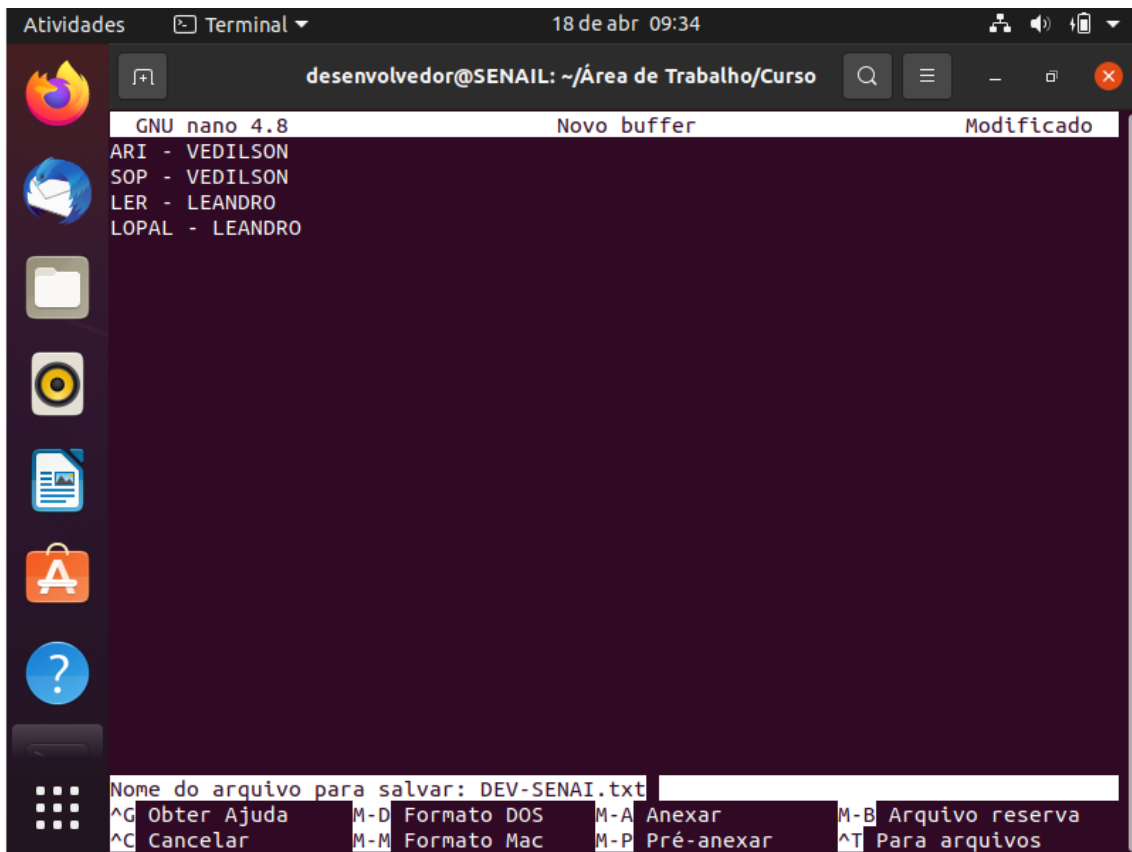 Atividades Terminal 18 de abr 09:34
desenvolvedor@SENAIL: ~/Área de Trabalho/Curso
GNU nano 4.8 Novo buffer Modificado
ARI - VEDILSON
SOP - VEDILSON
LER - LEANDRO
LOPAL - LEANDRO
Nome do arquivo para salvar: DEV-SENAI.txt
^G Obter Ajuda M-D Formato DOS M-A Anexar M-B Arquivo reserva
^C Cancelar M-M Formato Mac M-P Pré-anexar ^T Para arquivos